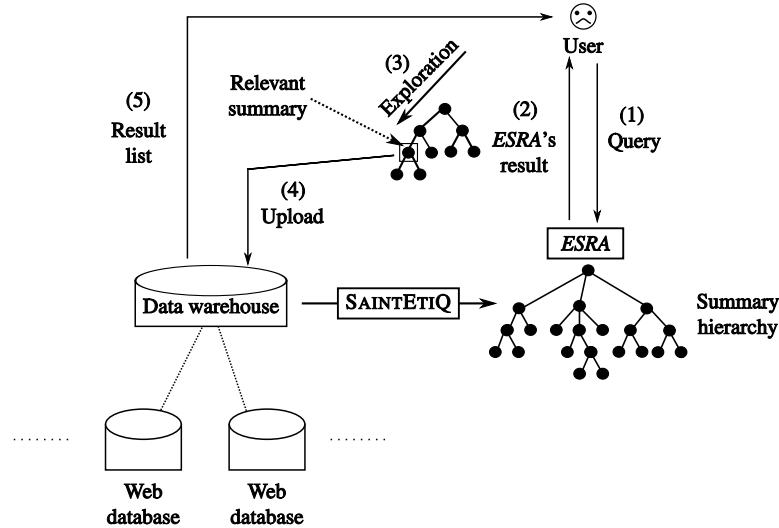 User
(3)
Exploration
Relevant
summary
(5)
Result
list
(2)
ESRA's
result
(1)
Query
(4)
Upload
ESRA
Data warehouse
SAINTETIQ
Summary
hierarchy
Web
database
Web
database